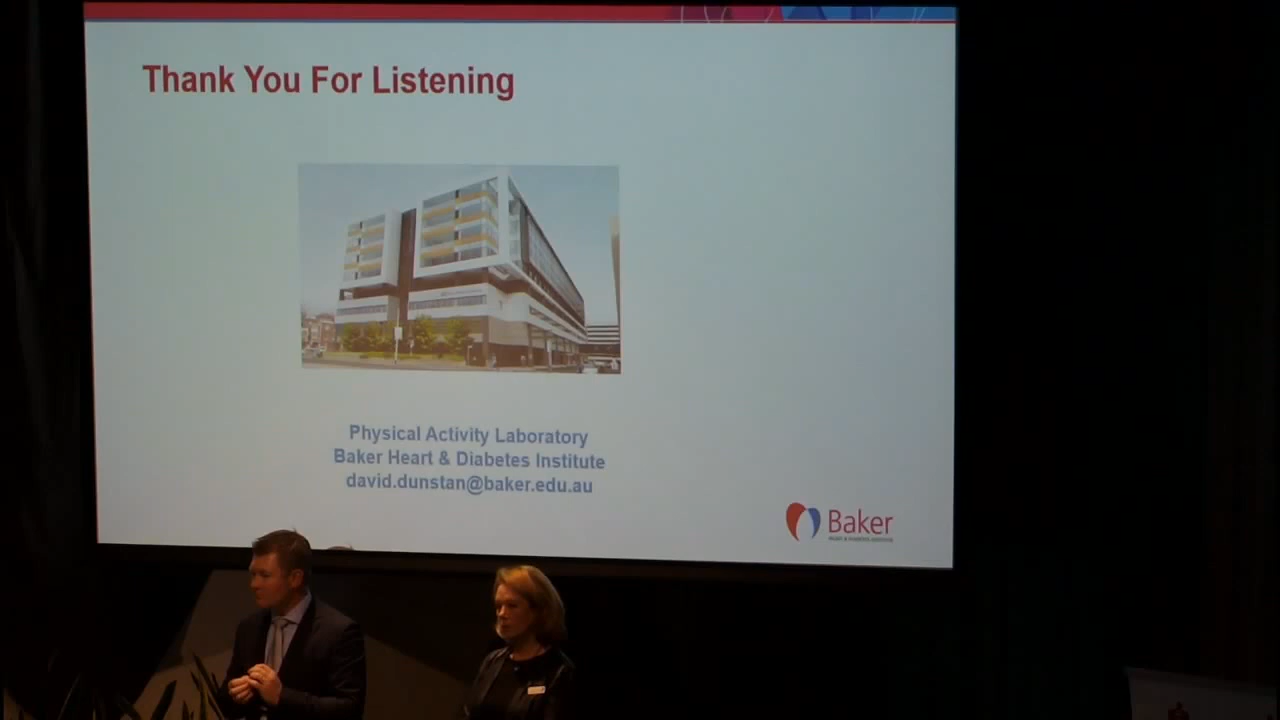 Thank You For Listening
Physical Activity Laboratory
Baker Heart & Diabetes Institute
david.dunstan@baker.edu.au
Baker